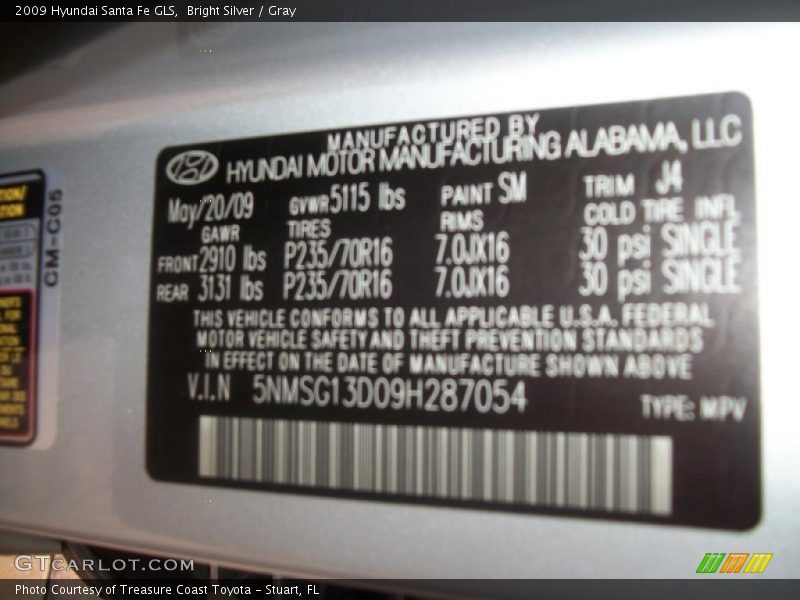 2009 Hyundai Santa Fe GLS,  Bright Silver / Gray
MANUFACTURED BY
HYUNDAI MOTOR MANUFACTURING ALABAMA, LLC
May/20/09 GVWR 5115 lbs PAINT SM TRIM J4
GAWR TIRES RIMS COLD TIRE INFL
FRONT 2910 lbs P235/70R16 7.0JX16 30 psi SINGLE
REAR 3131 lbs P235/70R16 7.0JX16 30 psi SINGLE
THIS VEHICLE CONFORMS TO ALL APPLICABLE U.S.A. FEDERAL
MOTOR VEHICLE SAFETY AND THEFT PREVENTION STANDARDS
IN EFFECT ON THE DATE OF MANUFACTURE SHOWN ABOVE
V.I.N 5NMSG13D09H287054
TYPE: MPV
CM-C05
GTCARLOT.COM
Photo Courtesy of Treasure Coast Toyota - Stuart, FL